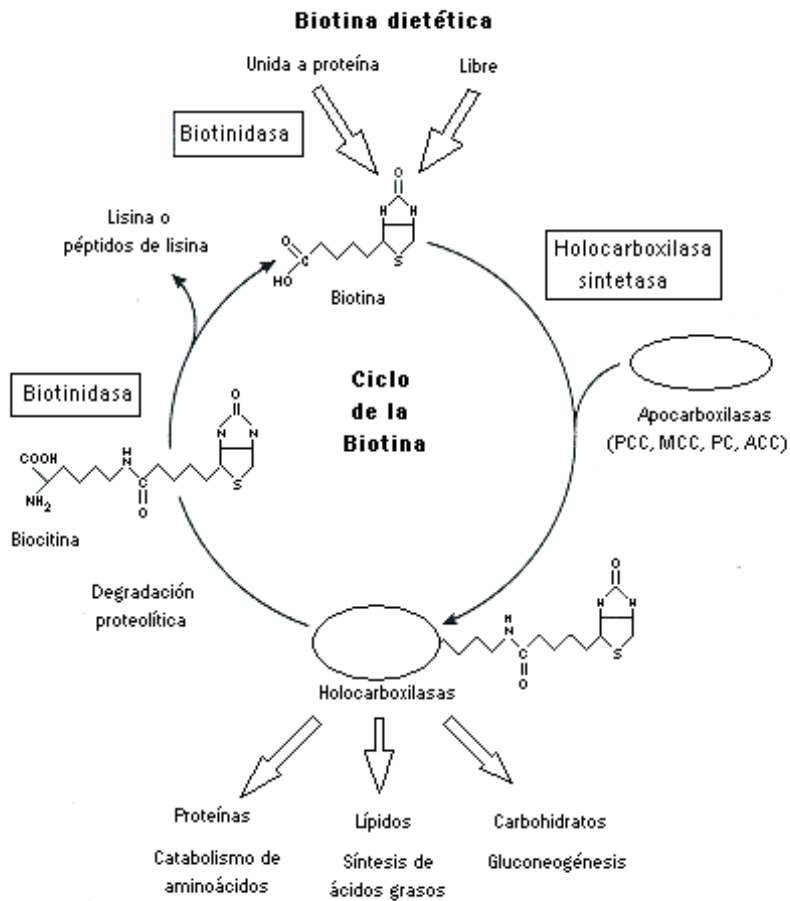 Biotina dietética
Unida a proteína
Libre
Biotinidasa
O
H H
N N
S
O
C
HO
Biotina
Lisina o
péptidos de lisina
Holocarboxilasa
sintetasa
Ciclo
de la
Biotina
Apocarboxilasas
(PCC, MCC, PC, ACC)
Biotinidasa
O
N N
S
COOH
H
N
C
O
NH2
Biocitina
Degradación
proteolítica
O
H H
N N
S
H
N
C
O
Holocarboxilasas
Proteínas
Catabolismo de
aminoácidos
Lípidos
Síntesis de
ácidos grasos
Carbohidratos
Gluconeogénesis